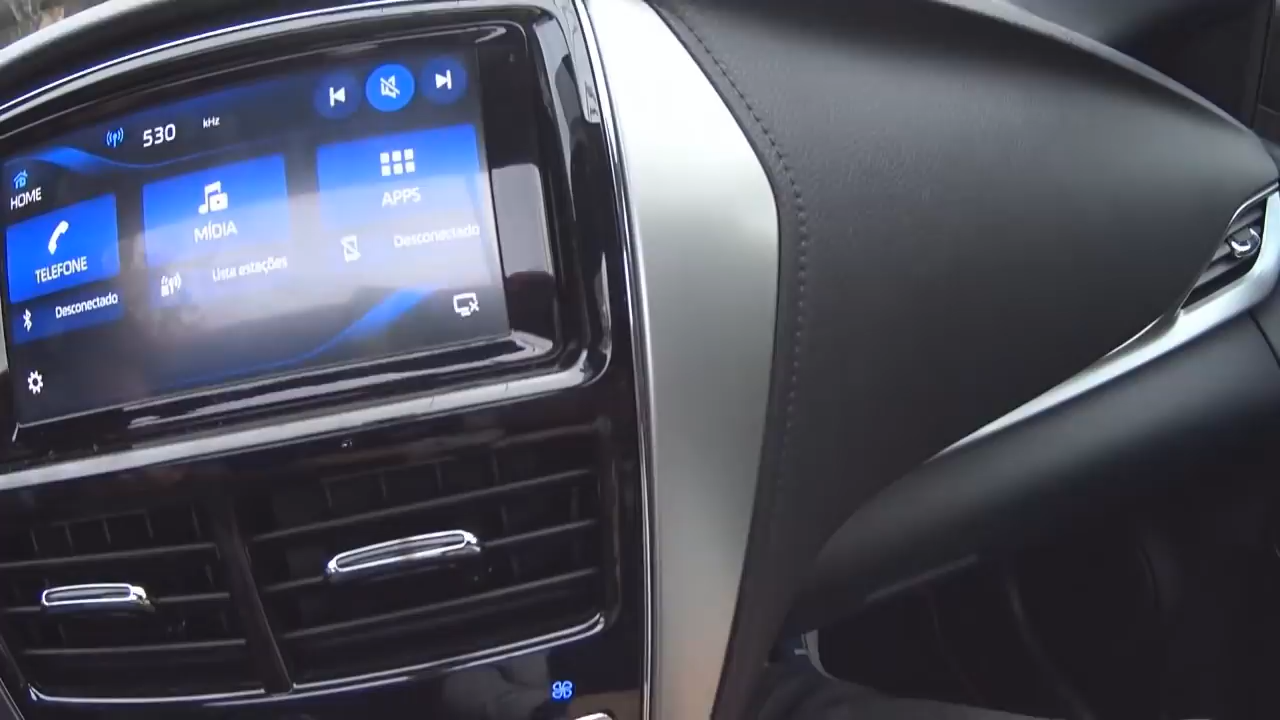 530 kHz
HOME
TELEFONE
Desconectado
MÍDIA
Lista estações
APPS
Desconectado